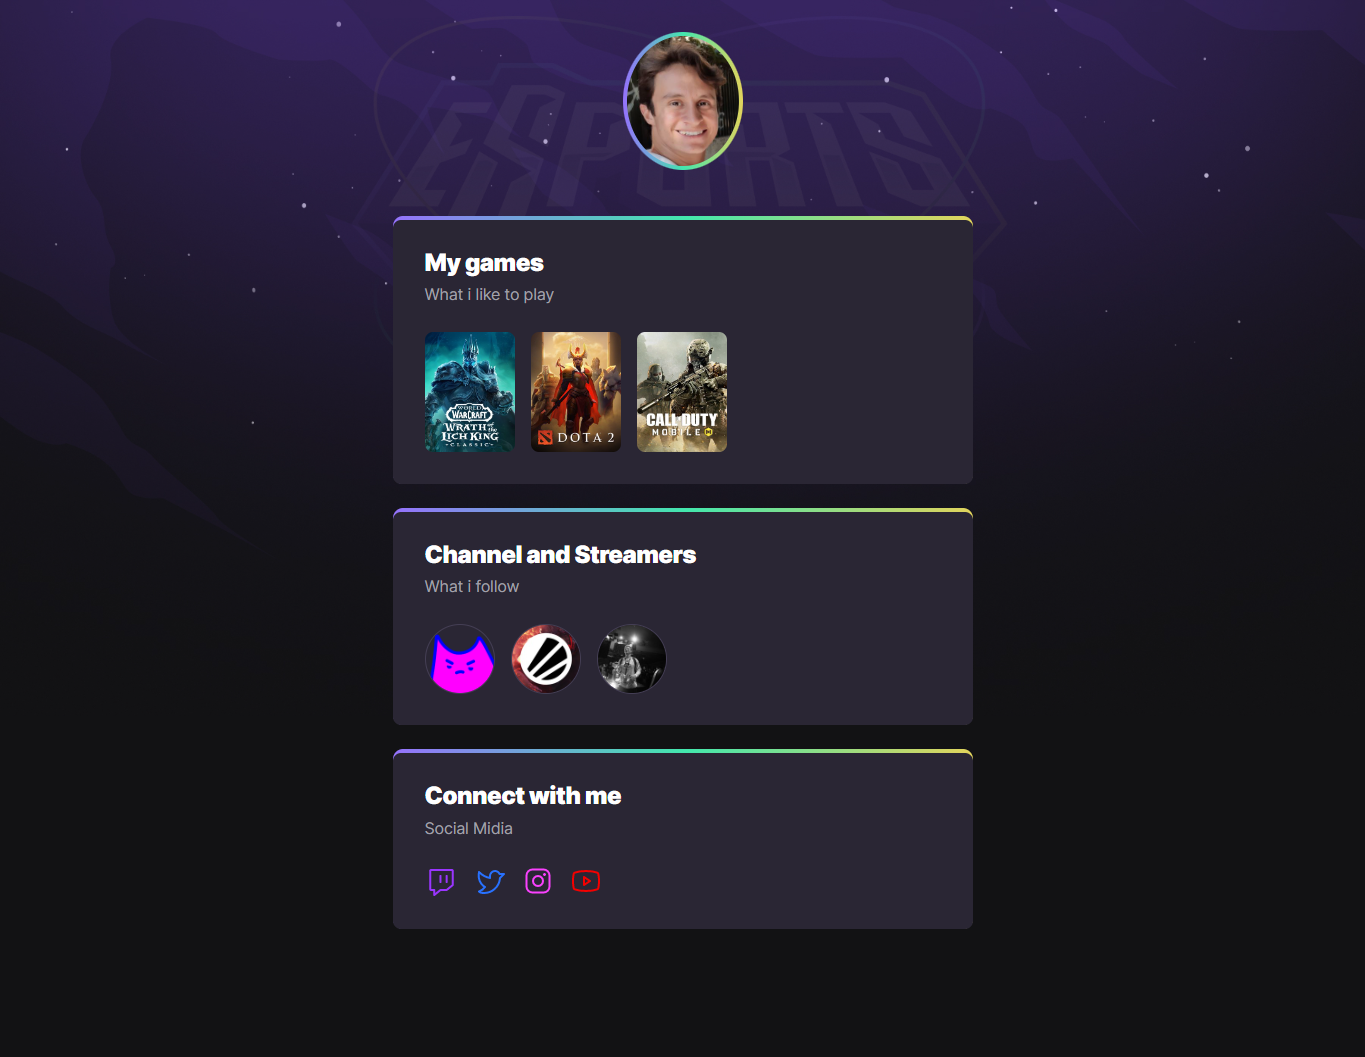 ESPORTS
My games
What i like to play
WORLD
WARCRAFT
WRATH of the
LICH KING
CLASSIC
DOTA 2
CALL OF DUTY
MOBILE
Channel and Streamers
What i follow
Connect with me
Social Midia